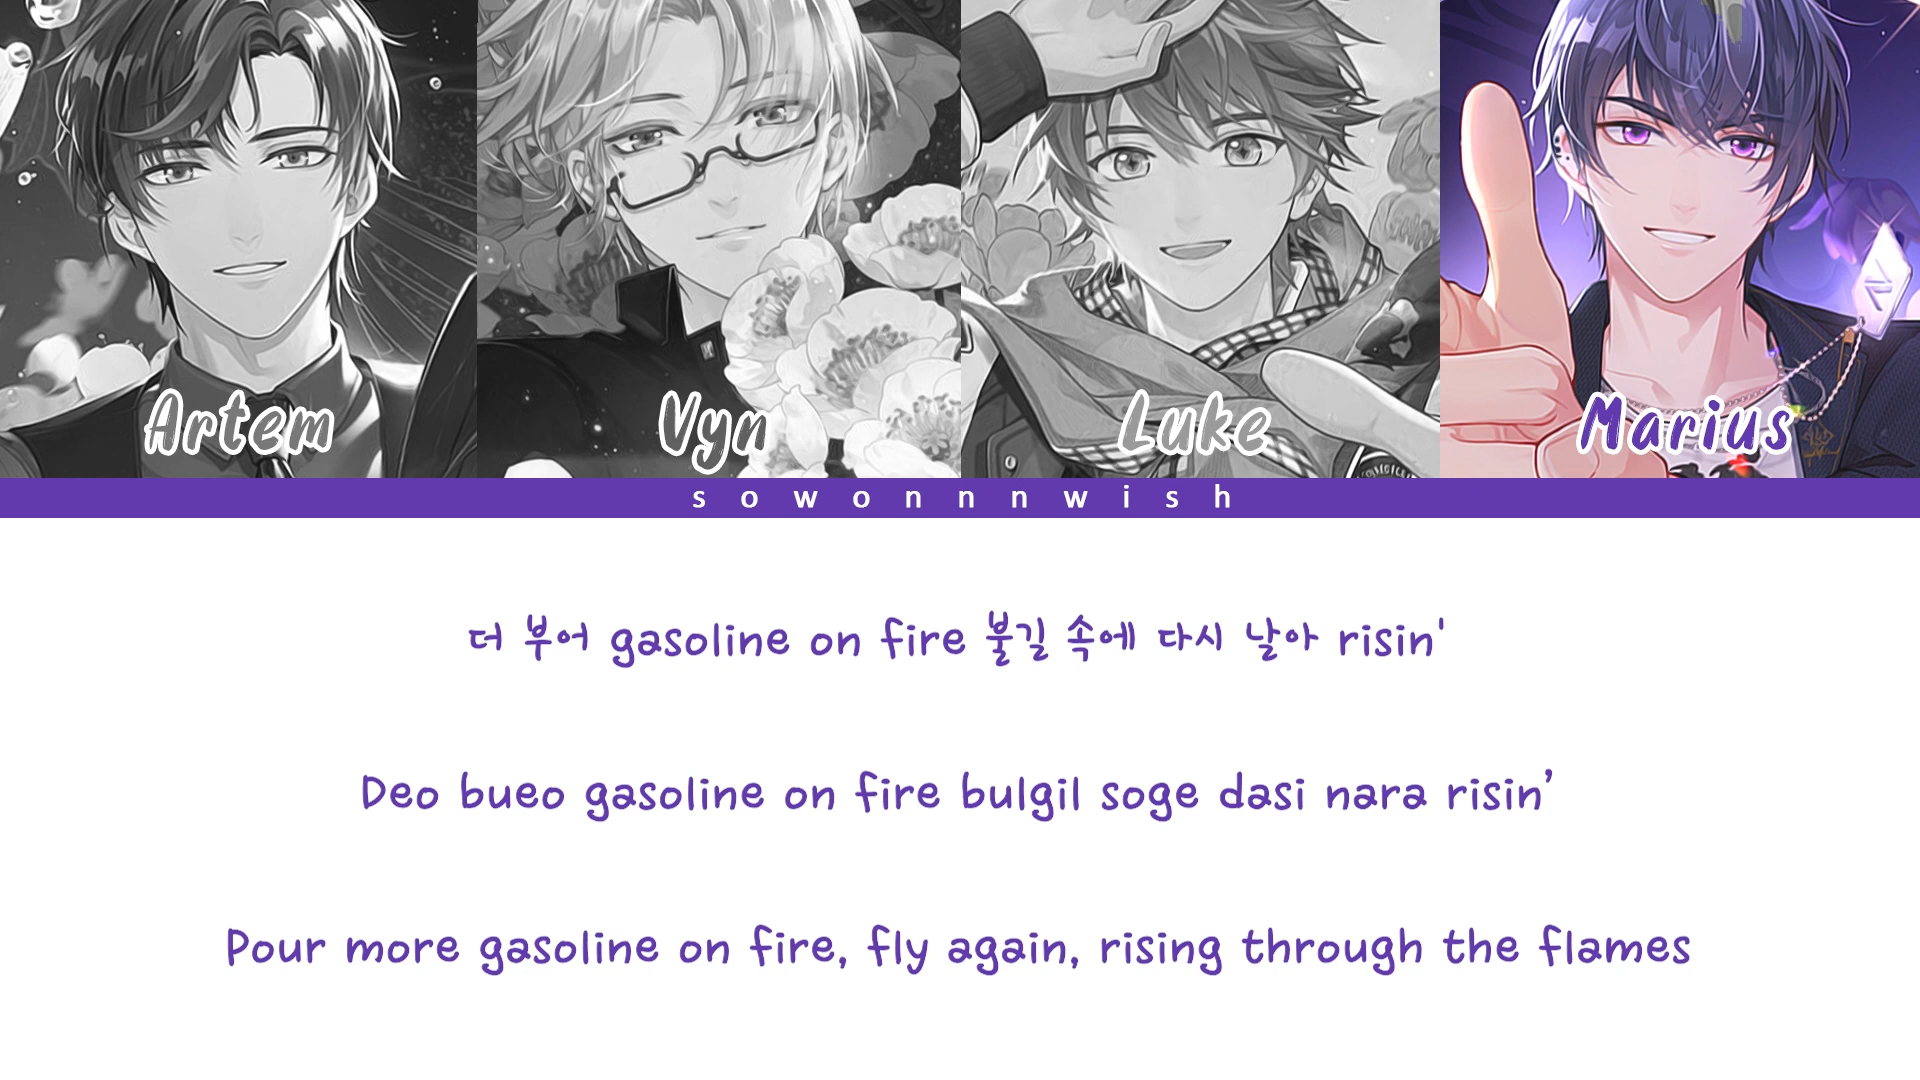 Artem
Vyn
Luke
Marius
sowonnnwish
더 부어 gasoline on fire 불길 속에 다시 날아 risin'
Deo bueo gasoline on fire bulgil soge dasi nara risin’
Pour more gasoline on fire, fly again, rising through the flames